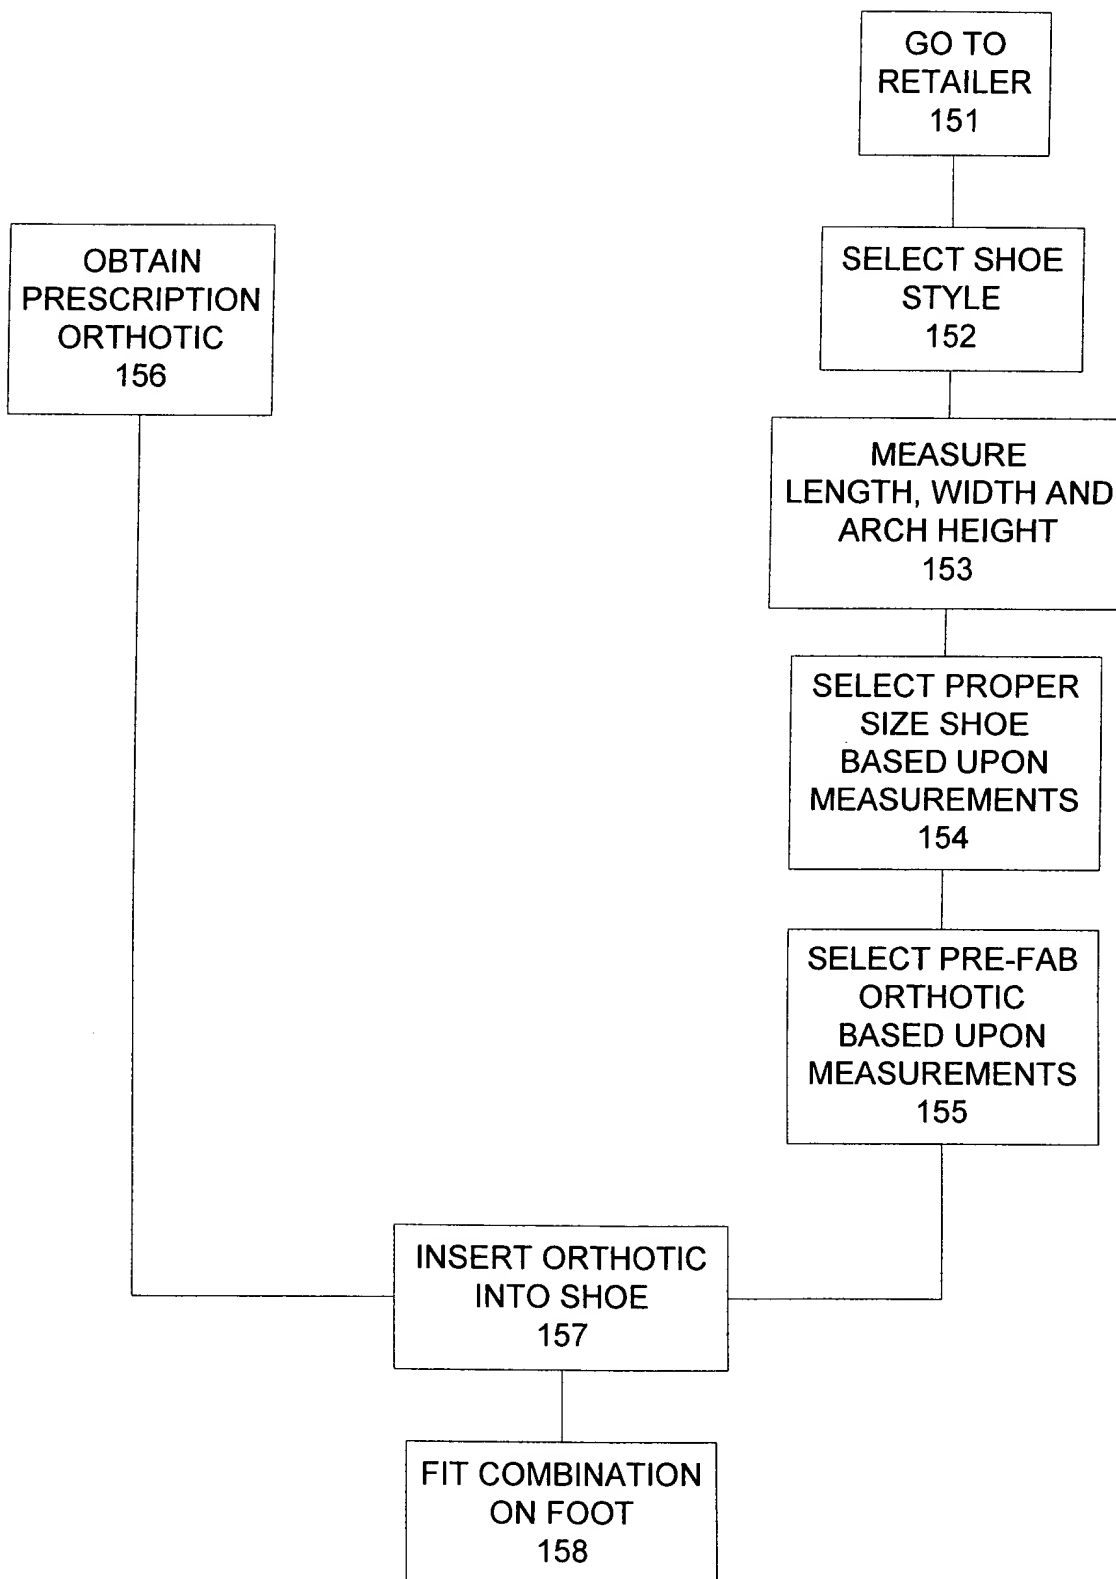 GO TO
RETAILER
151
OBTAIN
PRESCRIPTION
ORTHOTIC
156
SELECT SHOE
STYLE
152
MEASURE
LENGTH, WIDTH AND
ARCH HEIGHT
153
SELECT PROPER
SIZE SHOE
BASED UPON
MEASUREMENTS
154
SELECT PRE-FAB
ORTHOTIC
BASED UPON
MEASUREMENTS
155
INSERT ORTHOTIC
INTO SHOE
157
FIT COMBINATION
ON FOOT
158